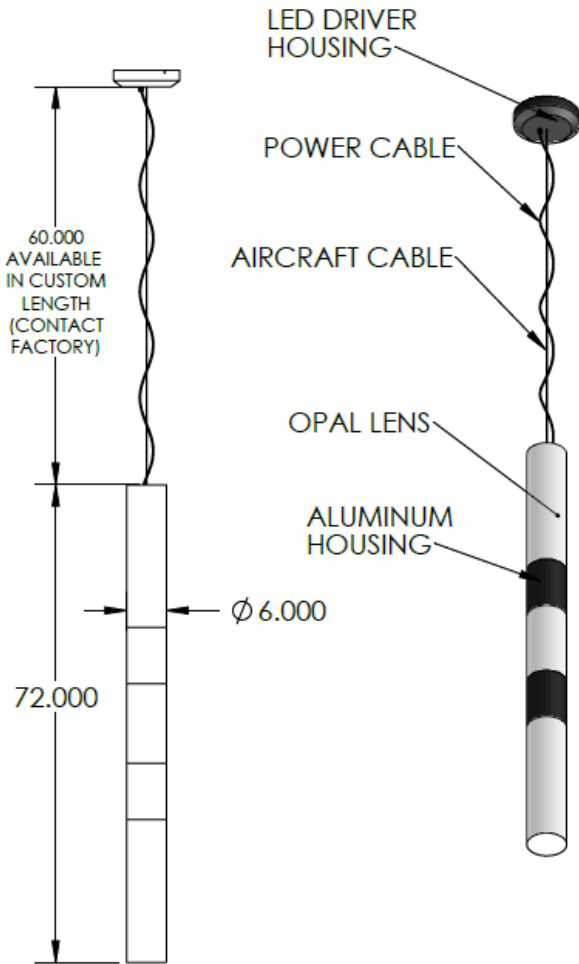 LED DRIVER
HOUSING
POWER CABLE
60.000
AVAILABLE
IN CUSTOM
LENGTH
(CONTACT
FACTORY)
AIRCRAFT CABLE
OPAL LENS
ALUMINUM
HOUSING
Ø6.000
72.000